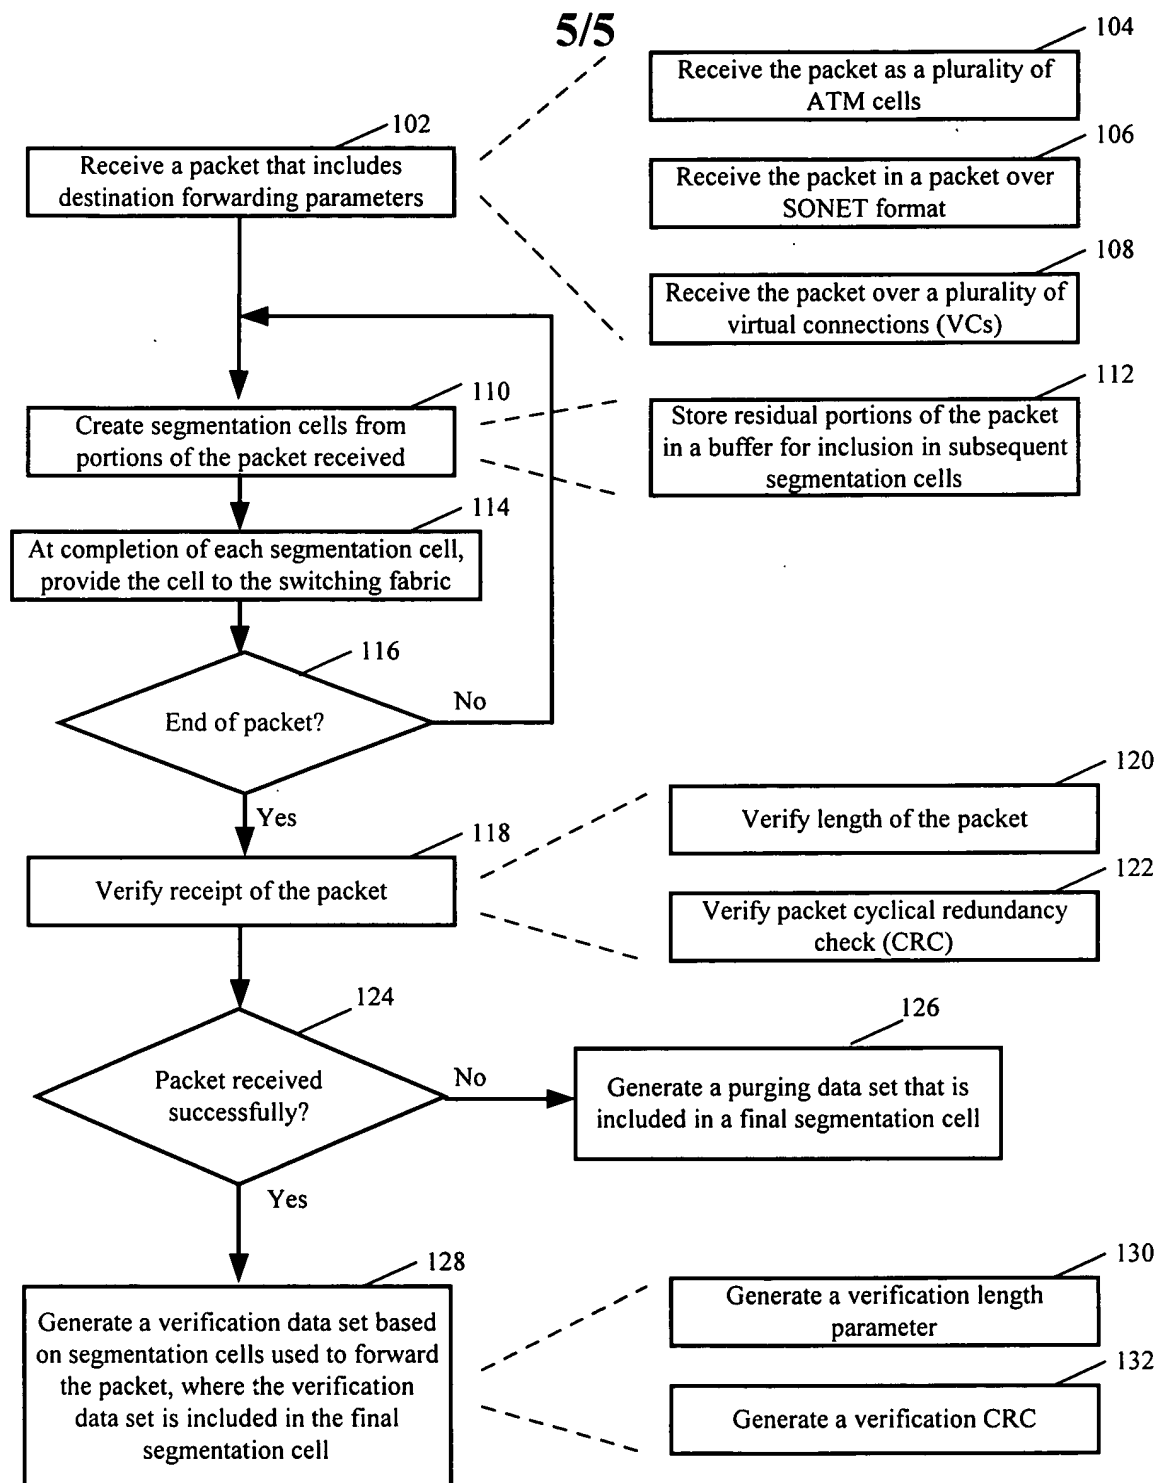 5/5
104
Receive the packet as a plurality of
ATM cells
102
Receive a packet that includes
destination forwarding parameters
106
Receive the packet in a packet over
SONET format
108
Receive the packet over a plurality of
virtual connections (VCs)
110
Create segmentation cells from
portions of the packet received
112
Store residual portions of the packet
in a buffer for inclusion in subsequent
segmentation cells
114
At completion of each segmentation cell,
provide the cell to the switching fabric
116
End of packet?
No
Yes
118
Verify receipt of the packet
120
Verify length of the packet
122
Verify packet cyclical redundancy
check (CRC)
124
Packet received
successfully?
No
Yes
126
Generate a purging data set that is
included in a final segmentation cell
128
Generate a verification data set based
on segmentation cells used to forward
the packet, where the verification
data set is included in the final
segmentation cell
130
Generate a verification length
parameter
132
Generate a verification CRC